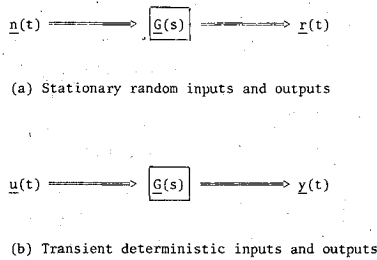 n(t) G(s) r(t)
(a) Stationary random inputs and outputs
u(t) G(s) y(t)
(b) Transient deterministic inputs and outputs